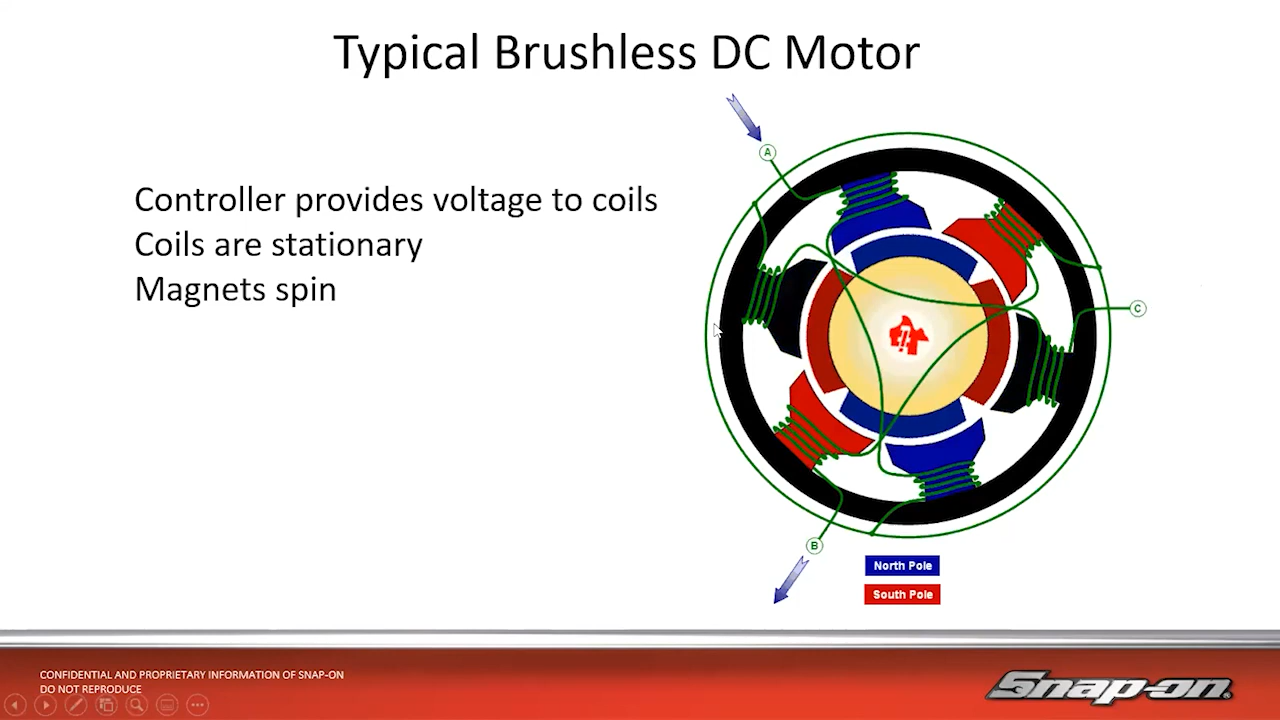 Typical Brushless DC Motor
Controller provides voltage to coils
Coils are stationary
Magnets spin
A
C
B
North Pole
South Pole
CONFIDENTIAL AND PROPRIETARY INFORMATION OF SNAP-ON
DO NOT REPRODUCE
Snap-on